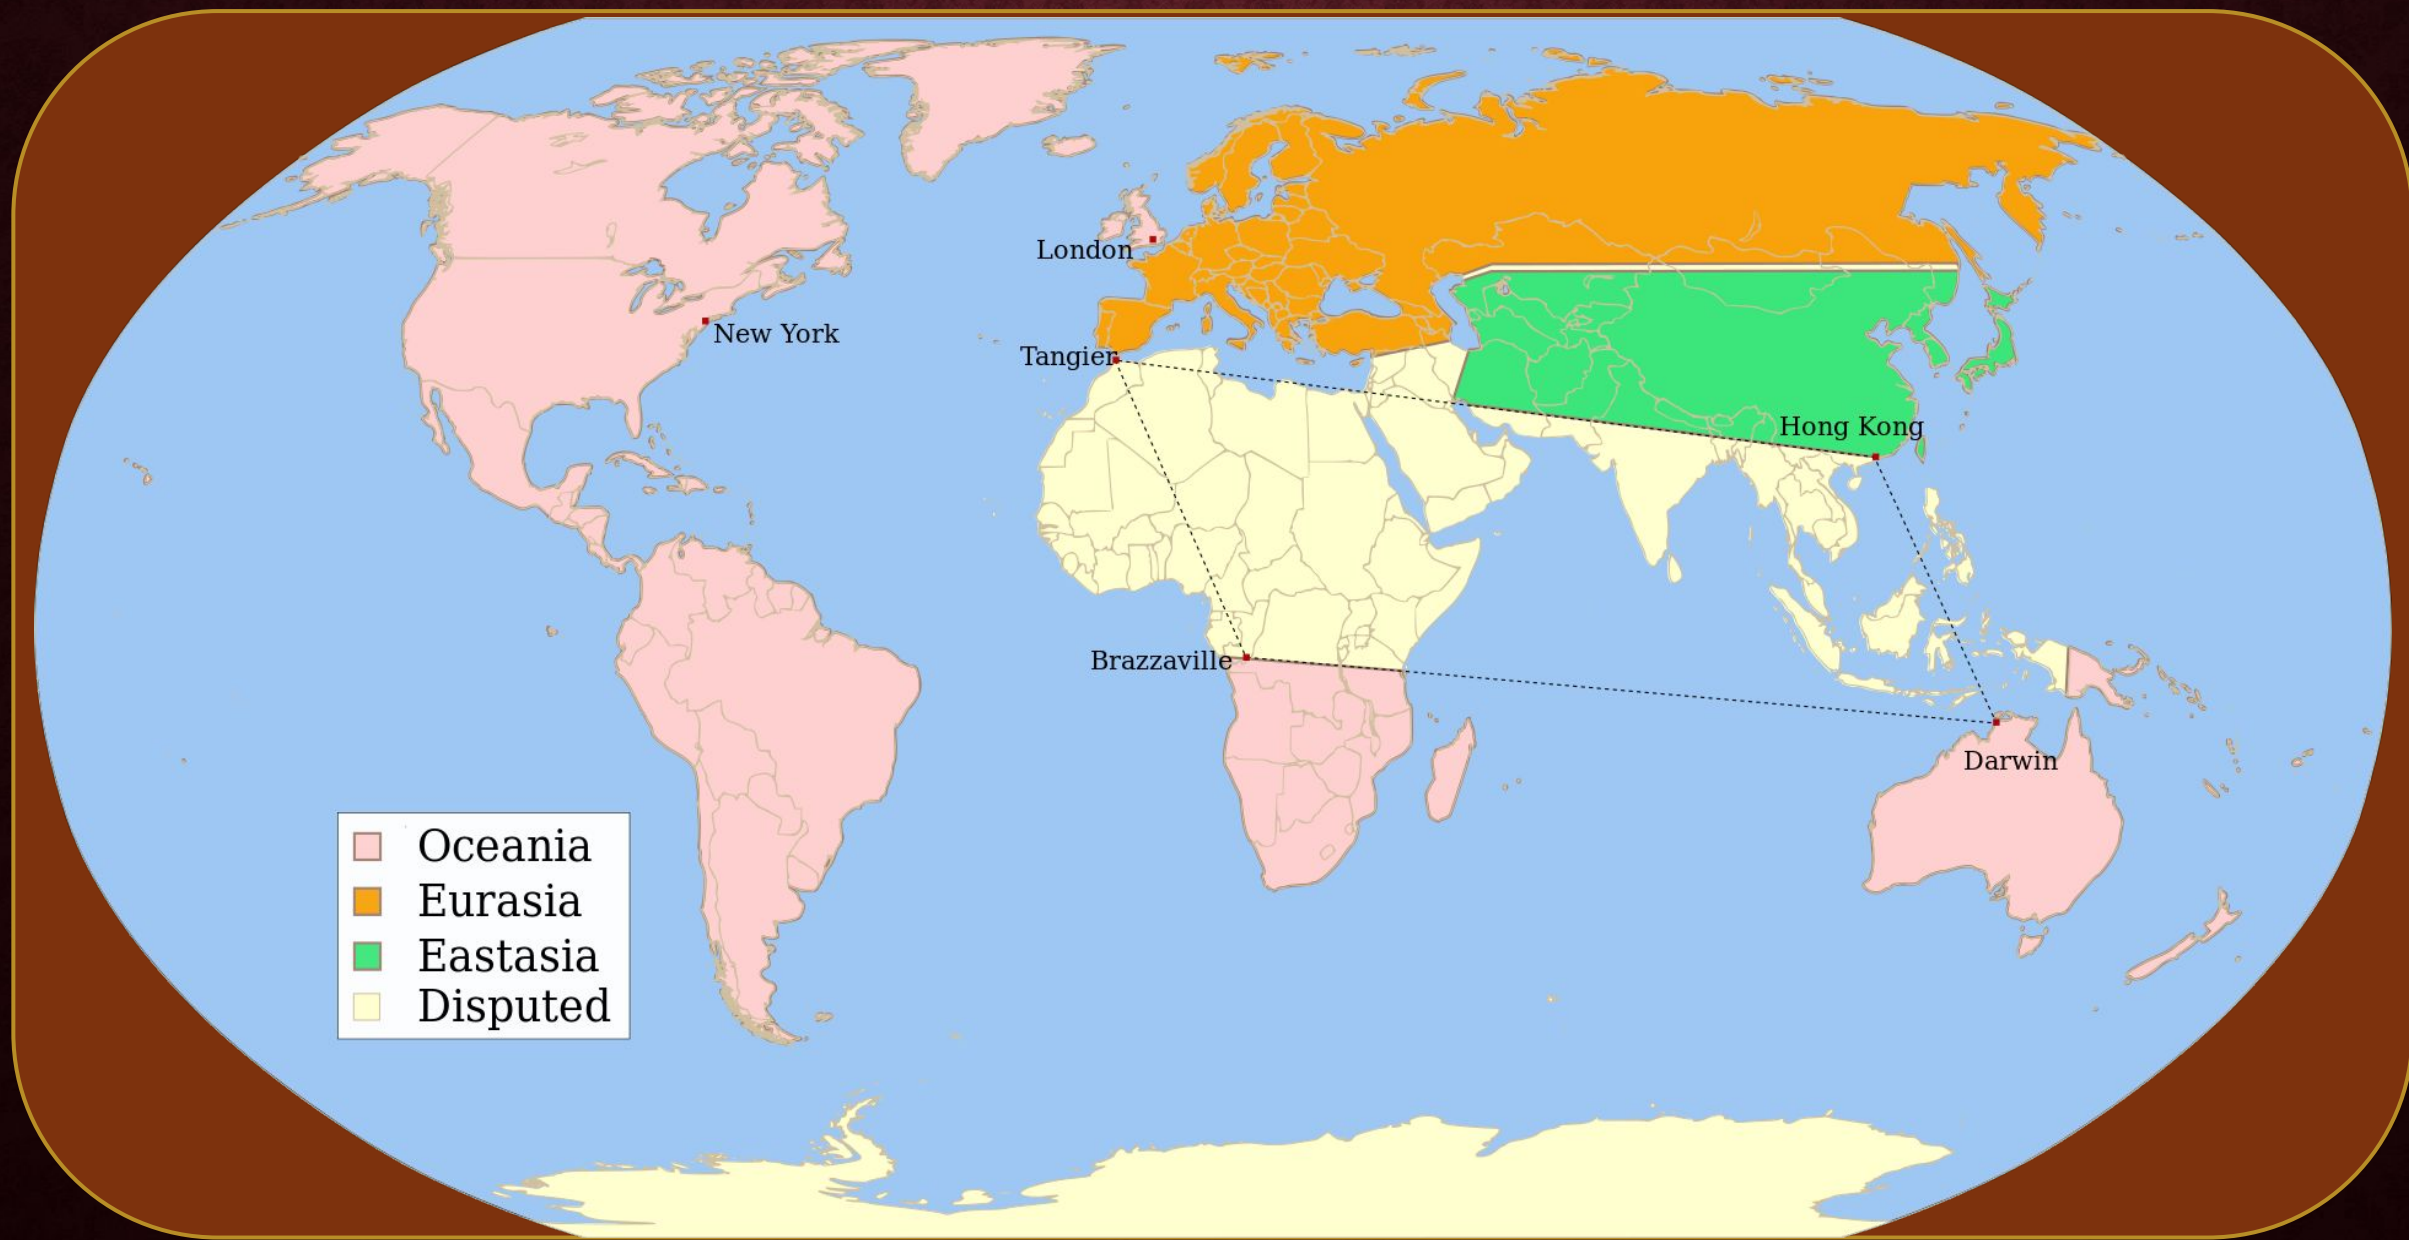 London
New York
Tangier
Hong Kong
Brazzaville
Darwin
Oceania
Eurasia
Eastasia
Disputed